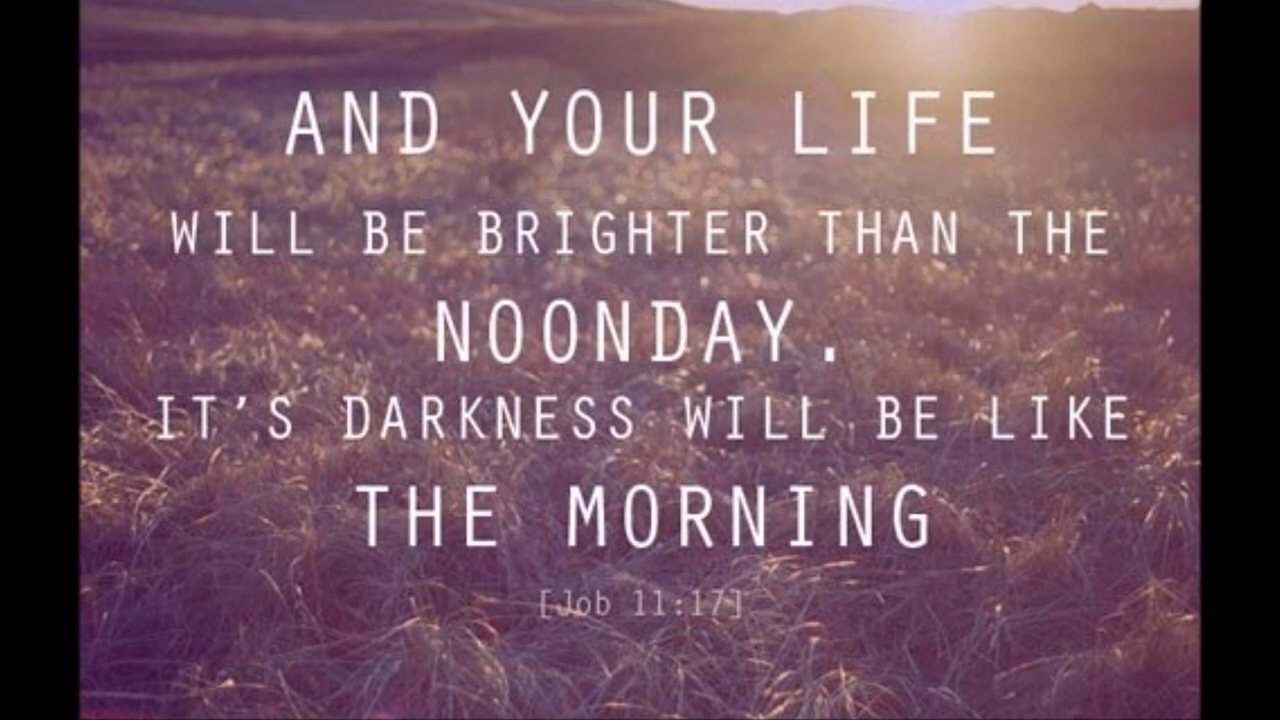 AND YOUR LIFE
WILL BE BRIGHTER THAN THE
NOONDAY.
IT'S DARKNESS WILL BE LIKE
THE MORNING
[Job 11:17]